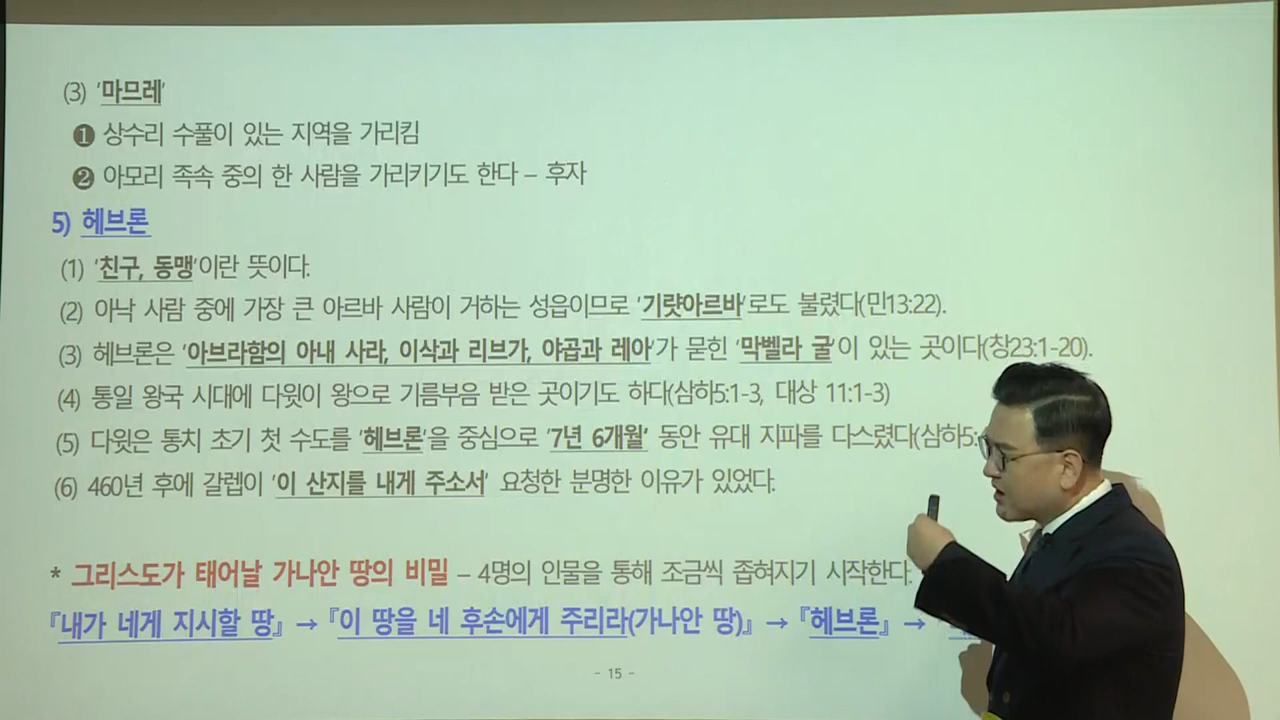 (3) '마므레'
❶ 상수리 수풀이 있는 지역을 가리킴
❷ 아모리 족속 중의 한 사람을 가리키기도 한다 – 후자
5) 헤브론
(1) '친구, 동맹'이란 뜻이다.
(2) 아낙 사람 중에 가장 큰 아르바 사람이 거하는 성읍이므로 '기럇아르바'로도 불렸다(민13:22).
(3) 헤브론은 '아브라함의 아내 사라, 이삭과 리브가, 야곱과 레아'가 묻힌 '막벨라 굴'이 있는 곳이다(창23:1-20).
(4) 통일 왕국 시대에 다윗이 왕으로 기름부음 받은 곳이기도 하다(삼하5:1-3, 대상 11:1-3)
(5) 다윗은 통치 초기 첫 수도를 '헤브론'을 중심으로 '7년 6개월' 동안 유대 지파를 다스렸다(삼하5:
(6) 460년 후에 갈렙이 '이 산지를 내게 주소서' 요청한 분명한 이유가 있었다.
* 그리스도가 태어날 가나안 땅의 비밀 – 4명의 인물을 통해 조금씩 좁혀지기 시작한다.
『내가 네게 지시할 땅』 → 『이 땅을 네 후손에게 주리라(가나안 땅)』 → 『헤브론』 →
- 15 -